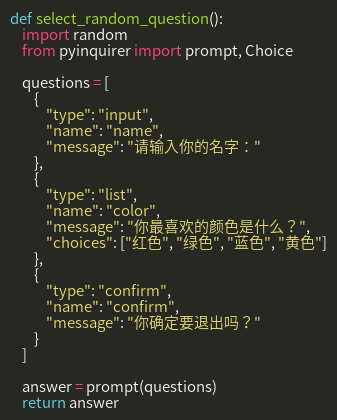 def select_random_question():
    import random
    from pyinquirer import prompt, Choice

    questions = [
        {
            "type": "input",
            "name": "name",
            "message": "请输入你的名字："
        },
        {
            "type": "list",
            "name": "color",
            "message": "你最喜欢的颜色是什么？",
            "choices": ["红色", "绿色", "蓝色", "黄色"]
        },
        {
            "type": "confirm",
            "name": "confirm",
            "message": "你确定要退出吗？"
        }
    ]

    answer = prompt(questions)
    return answer